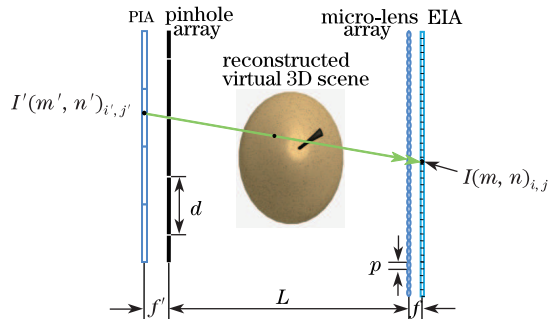 PIA
pinhole
array
micro-lens
array
EIA
reconstructed
virtual 3D scene
I′(m′, n′)i′, j′
I(m, n)i, j
d
p
f′
L
f